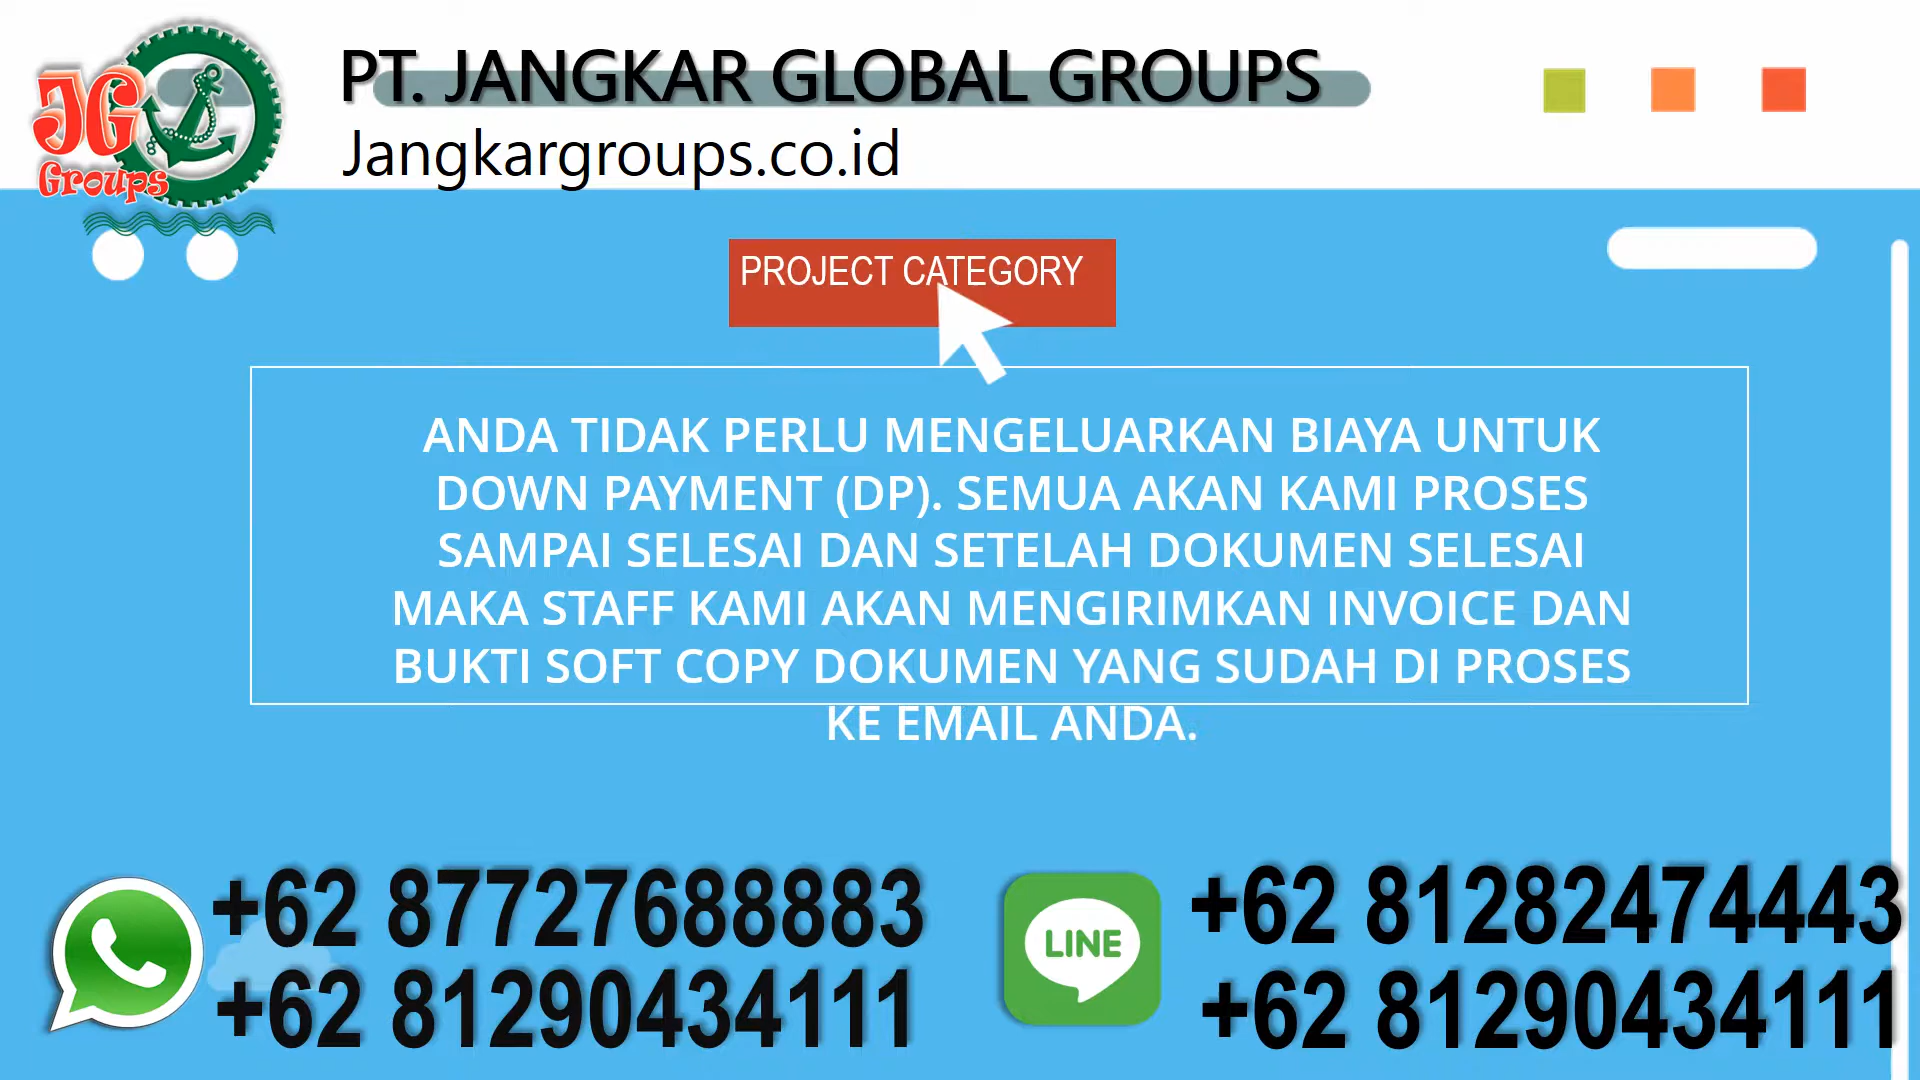 JG
Groups
PT. JANGKAR GLOBAL GROUPS
Jangkargroups.co.id
PROJECT CATEGORY
ANDA TIDAK PERLU MENGELUARKAN BIAYA UNTUK
DOWN PAYMENT (DP). SEMUA AKAN KAMI PROSES
SAMPAI SELESAI DAN SETELAH DOKUMEN SELESAI
MAKA STAFF KAMI AKAN MENGIRIMKAN INVOICE DAN
BUKTI SOFT COPY DOKUMEN YANG SUDAH DI PROSES
KE EMAIL ANDA.
+62 87727688883
+62 81290434111
LINE
+62 81282474443
+62 81290434111